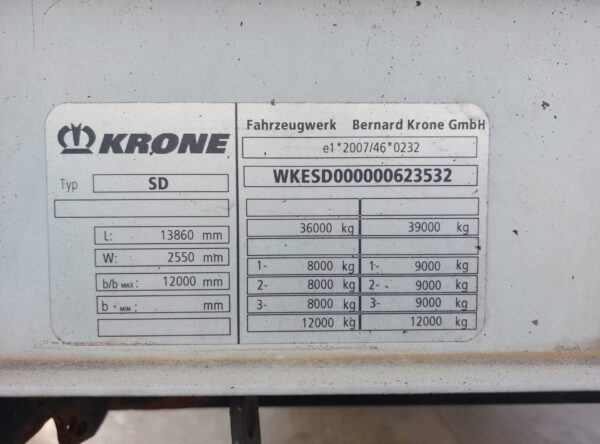 KRONE
Fahrzeugwerk Bernard Krone GmbH
e1*2007/46*0232
Typ SD
WKESD000000623532
36000 kg 39000 kg
L: 13860 mm
W: 2550 mm
b/b MAX: 12000 mm
b + MIN: mm
1- 8000 kg 1- 9000 kg
2- 8000 kg 2- 9000 kg
3- 8000 kg 3- 9000 kg
12000 kg 12000 kg